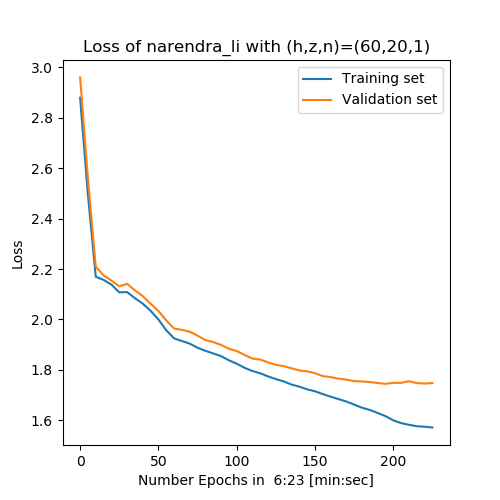 Loss of narendra_li with (h,z,n)=(60,20,1)
3.0
2.8
2.6
2.4
2.2
2.0
1.8
1.6
Loss
Training set
Validation set
0 50 100 150 200
Number Epochs in  6:23 [min:sec]